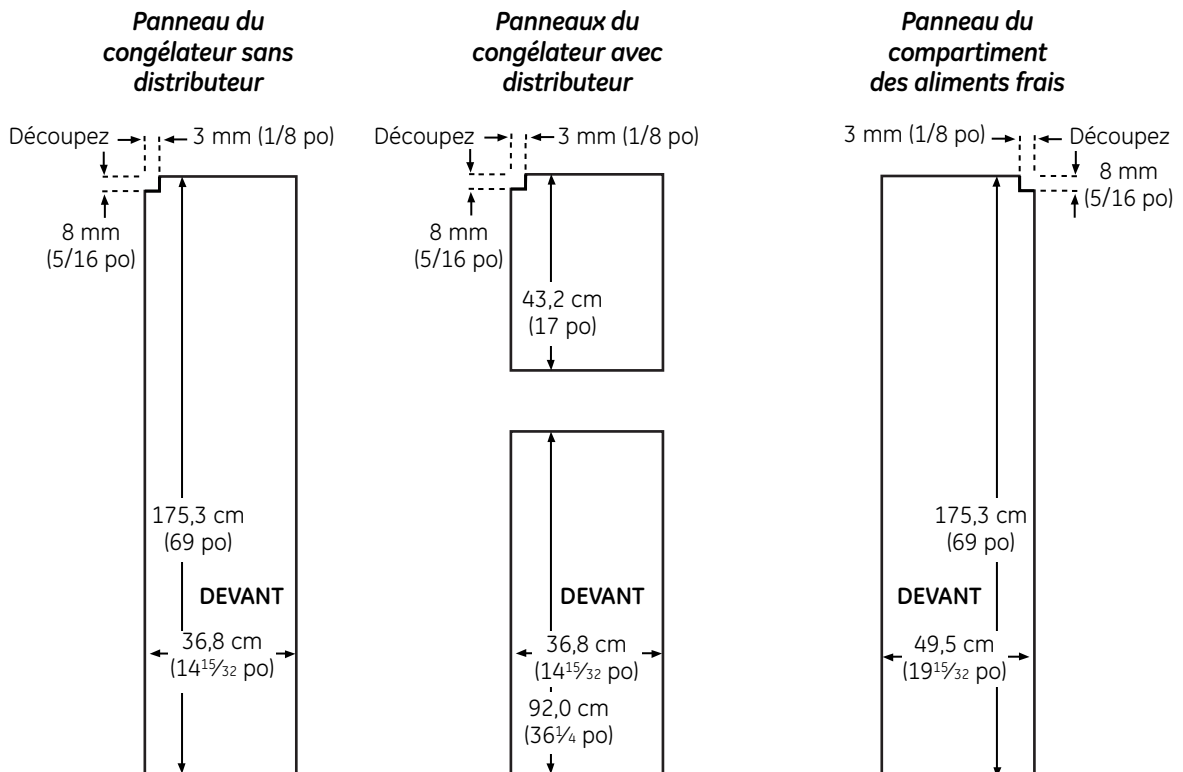 Panneau du
congélateur sans
distributeur
Découpez
3 mm (1/8 po)
8 mm
(5/16 po)
175,3 cm
(69 po)
DEVANT
36,8 cm
(14 15/32 po)
Panneaux du
congélateur avec
distributeur
Découpez
3 mm (1/8 po)
8 mm
(5/16 po)
43,2 cm
(17 po)
DEVANT
36,8 cm
(14 15/32 po)
92,0 cm
(36 1/4 po)
Panneau du
compartiment
des aliments frais
3 mm (1/8 po)
Découpez
8 mm
(5/16 po)
175,3 cm
(69 po)
DEVANT
49,5 cm
(19 15/32 po)